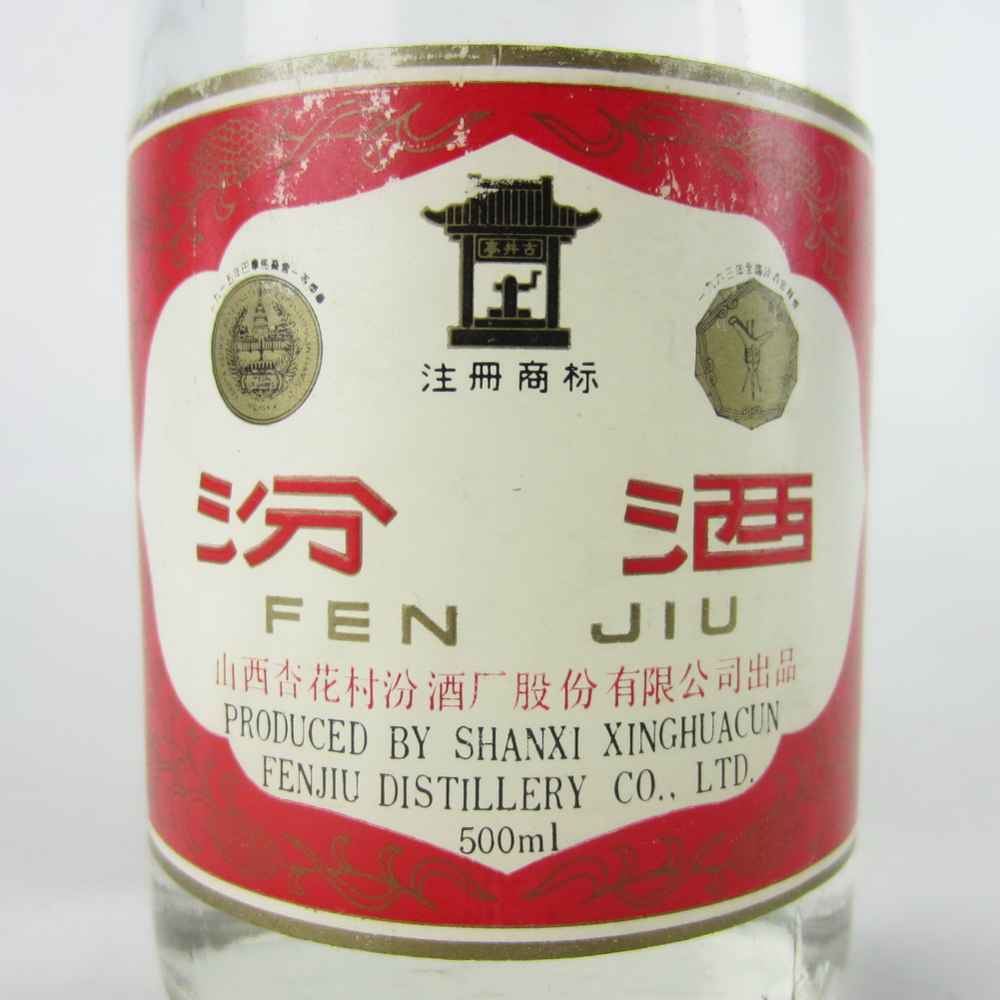 古井亭
注册商标
汾酒
FEN JIU
山西杏花村汾酒厂股份有限公司出品
PRODUCED BY SHANXI XINGHUACUN
FENJIU DISTILLERY CO., LTD.
500ml